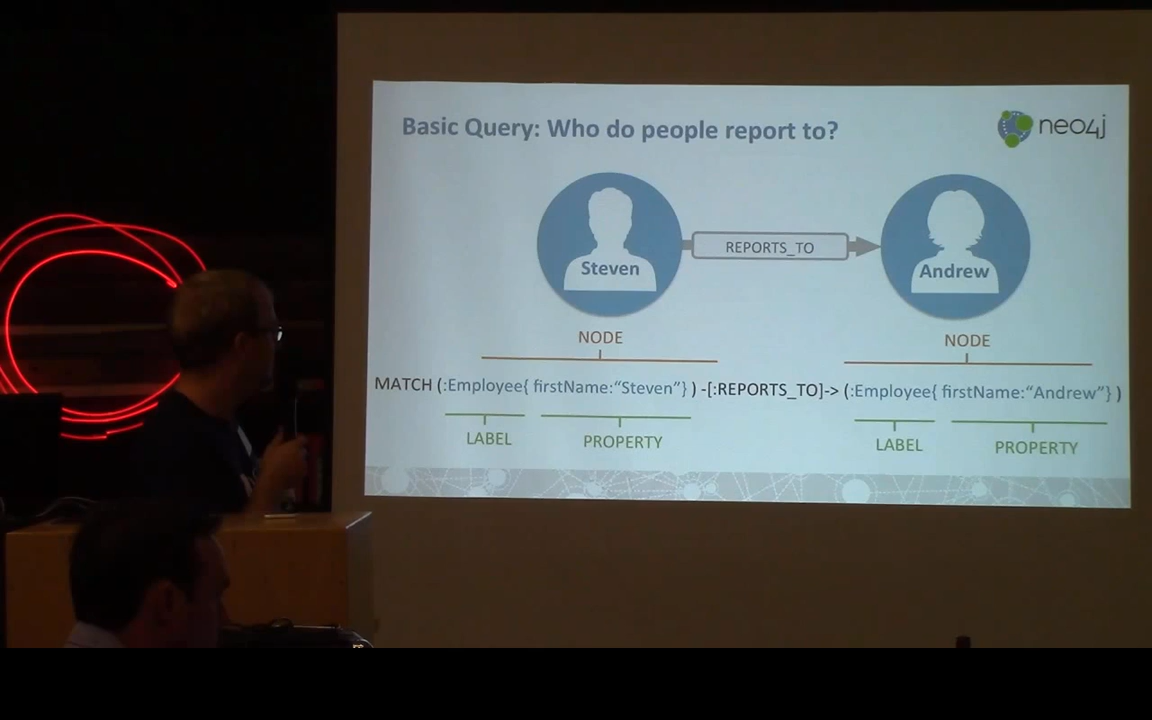 Basic Query: Who do people report to?
neo4j
Steven
REPORTS_TO
Andrew
NODE
NODE
MATCH (:Employee{ firstName:“Steven”} ) -[:REPORTS_TO]-> (:Employee{ firstName:“Andrew”} )
LABEL
PROPERTY
LABEL
PROPERTY